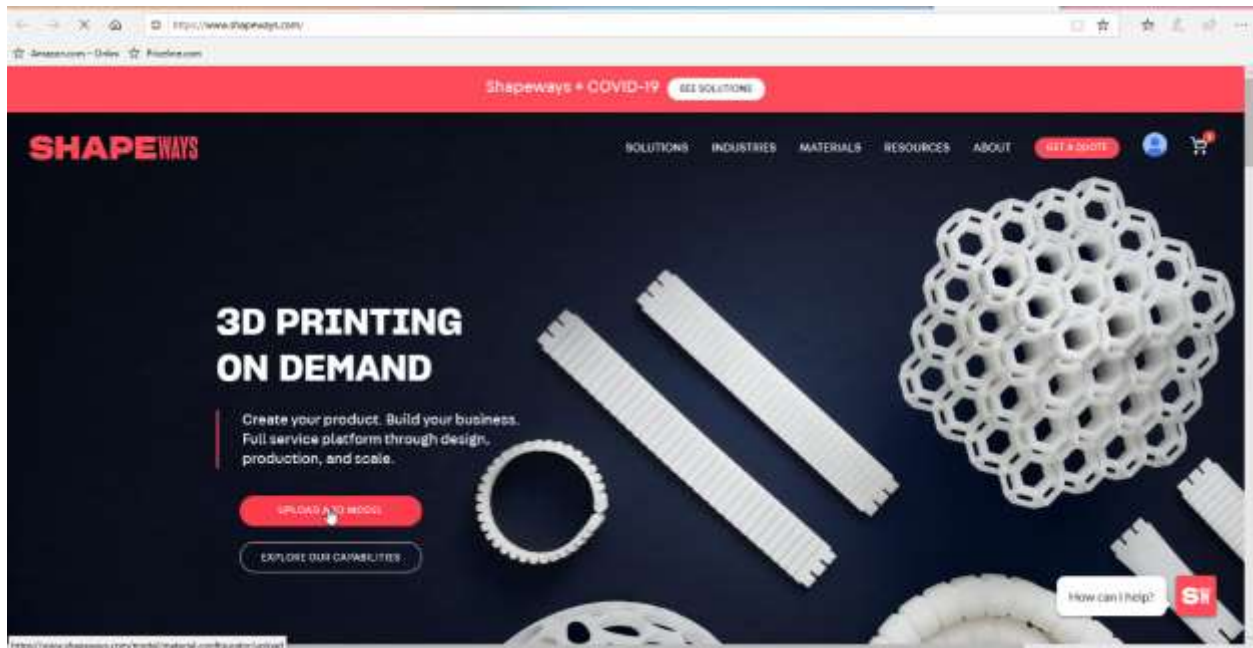 https://www.shapeways.com/
Amazon.com – Online Priceline.com
Shapeways + COVID-19 SEE SOLUTIONS
SHAPEWAYS
SOLUTIONS INDUSTRIES MATERIALS RESOURCES ABOUT GET A QUOTE
3D PRINTING
ON DEMAND
Create your product. Build your business.
Full service platform through design,
production, and scale.
UPLOAD A 3D MODEL
EXPLORE OUR CAPABILITIES
How can I help?